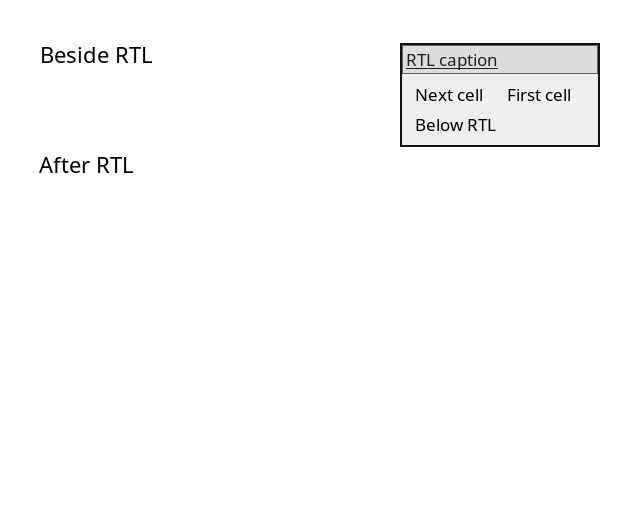 Beside RTL
RTL caption
Next cell First cell
Below RTL
After RTL